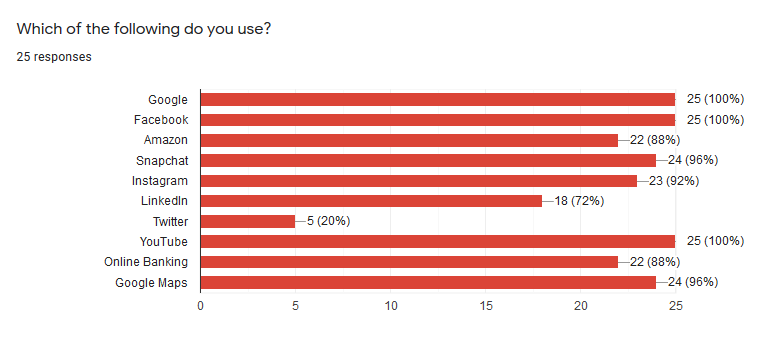 Which of the following do you use?
25 responses
Google 25 (100%)
Facebook 25 (100%)
Amazon 22 (88%)
Snapchat 24 (96%)
Instagram 23 (92%)
LinkedIn 18 (72%)
Twitter 5 (20%)
YouTube 25 (100%)
Online Banking 22 (88%)
Google Maps 24 (96%)
0 5 10 15 20 25